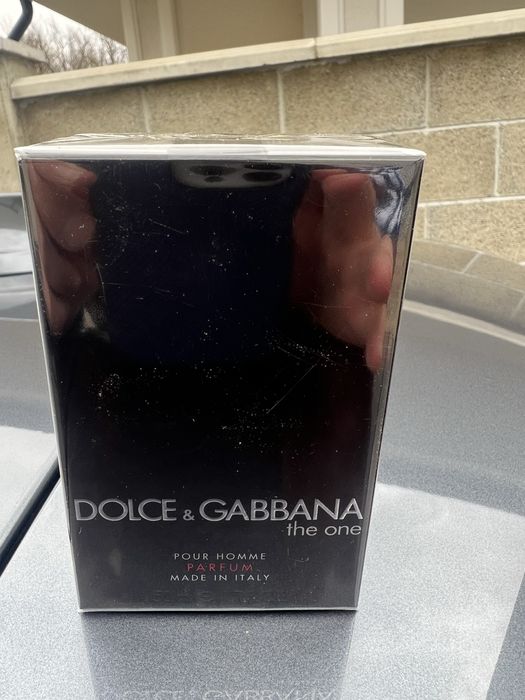 DOLCE & GABBANA
the one
POUR HOMME
PARFUM
MADE IN ITALY